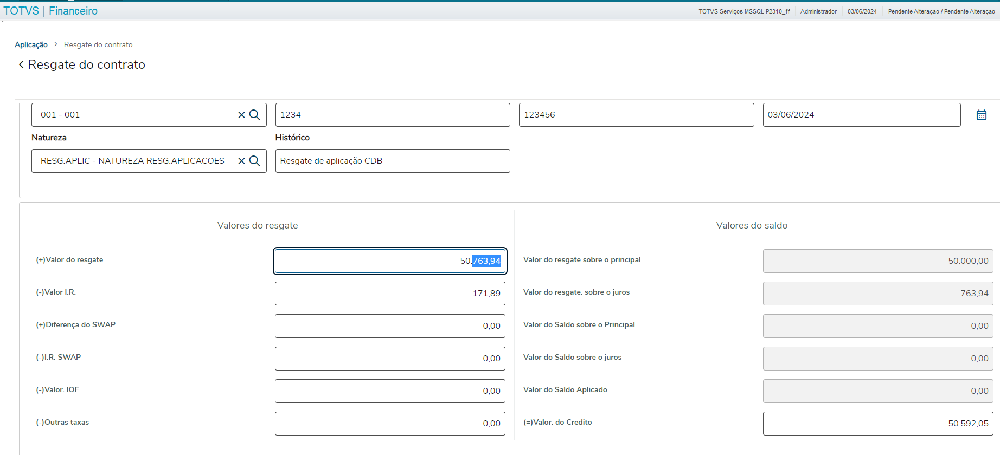 TOTVS | Financeiro
TOTVS Serviços MSSQL P2310_ff
Administrador
03/06/2024
Pendente Alteraçao / Pendente Alteraçao
Aplicação > Resgate do contrato
Resgate do contrato
001 - 001
1234
123456
03/06/2024
Natureza
Histórico
RESG.APLIC - NATUREZA RESG.APLICACOES
Resgate de aplicação CDB
Valores do resgate
(+)Valor do resgate 50.763,94
(-)Valor I.R. 171,89
(+)Diferença do SWAP 0,00
(-)I.R. SWAP 0,00
(-)Valor. IOF 0,00
(-)Outras taxas 0,00
Valores do saldo
Valor do resgate sobre o principal 50.000,00
Valor do resgate. sobre o juros 763,94
Valor do Saldo sobre o Principal 0,00
Valor do Saldo sobre o juros 0,00
Valor do Saldo Aplicado 0,00
(=)Valor. do Credito 50.592,05